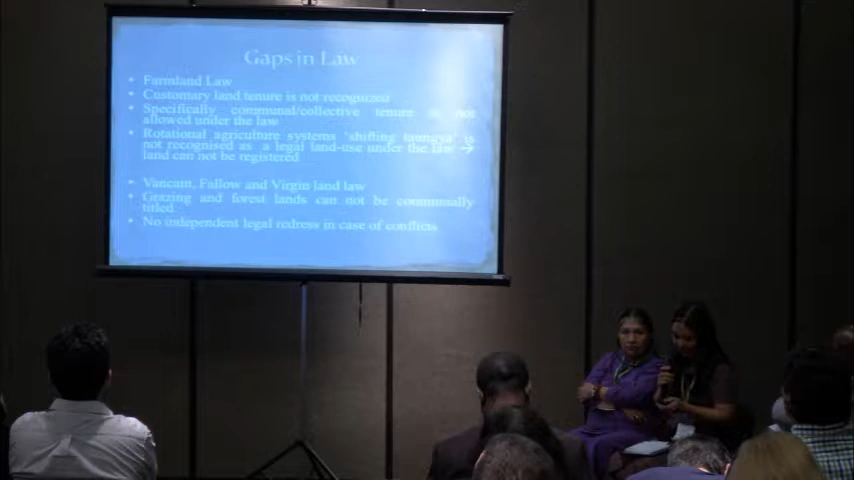 Gaps in Law
• Farmland Law
• Customary land tenure is not recognized
• Specifically communal/collective tenure is not
allowed under the law
• Rotational agriculture systems ‘shifting taungya’ is
not recognised as a legal land-use under the law →
land can not be registered
• Vancant, Fallow and Virgin land law
• Grazing and forest lands can not be communally
titled.
• No independent legal redress in case of conflicts